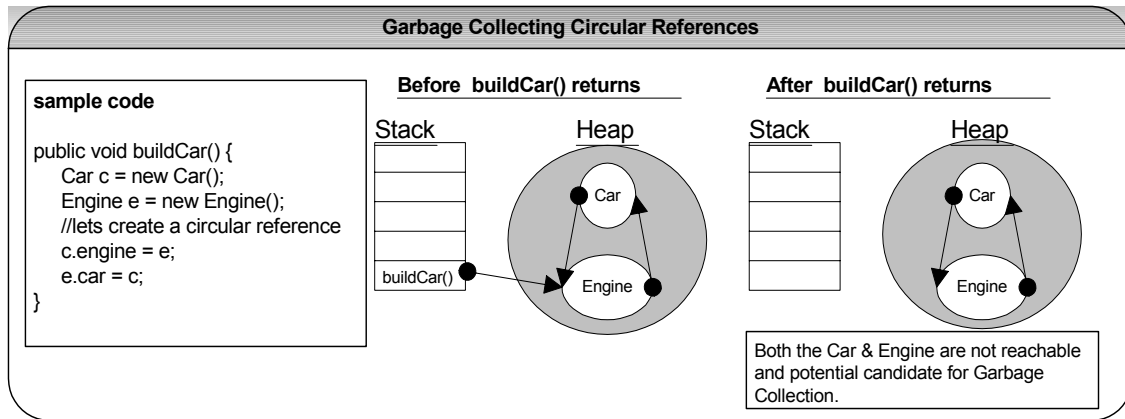 Garbage Collecting Circular References
sample code
public void buildCar() {
Car c = new Car();
Engine e = new Engine();
//lets create a circular reference
c.engine = e;
e.car = c;
}
Before buildCar() returns
Stack
Heap
Car
buildCar()
Engine
After buildCar() returns
Stack
Heap
Car
Engine
Both the Car & Engine are not reachable
and potential candidate for Garbage
Collection.